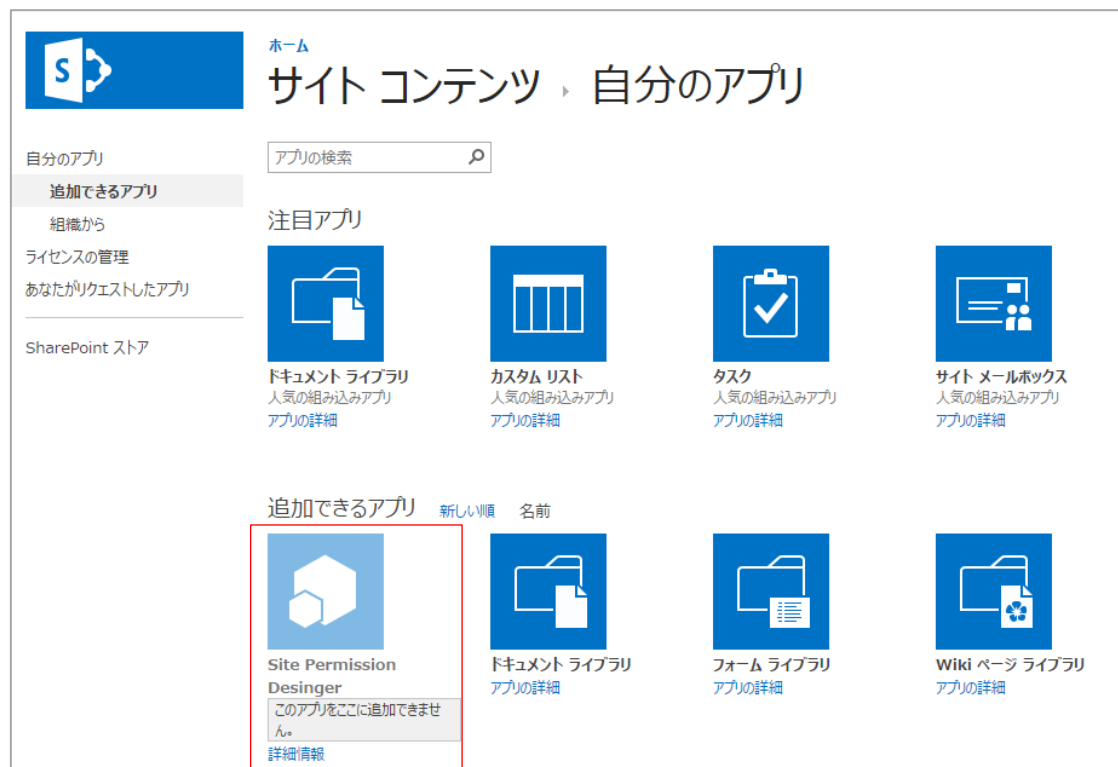 S
ホーム
サイト コンテンツ ▸ 自分のアプリ
自分のアプリ
追加できるアプリ
組織から
ライセンスの管理
あなたがリクエストしたアプリ
SharePoint ストア
アプリの検索
注目アプリ
ドキュメント ライブラリ
人気の組み込みアプリ
アプリの詳細
カスタム リスト
人気の組み込みアプリ
アプリの詳細
タスク
人気の組み込みアプリ
アプリの詳細
サイト メールボックス
人気の組み込みアプリ
アプリの詳細
追加できるアプリ 新しい順 名前
Site Permission
Desinger
このアプリをここに追加できませ
ん。
詳細情報
ドキュメント ライブラリ
アプリの詳細
フォーム ライブラリ
アプリの詳細
Wiki ページ ライブラリ
アプリの詳細